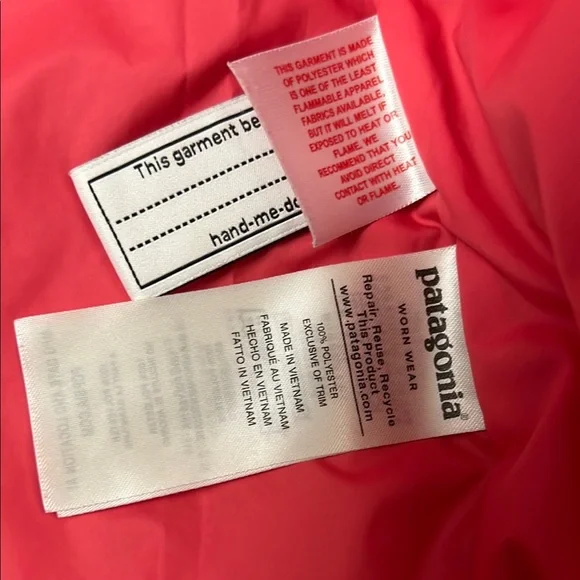 THIS GARMENT IS MADE
OF POLYESTER WHICH
IS ONE OF THE LEAST
FLAMMABLE APPAREL
FABRICS AVAILABLE,
BUT IT WILL MELT IF
EXPOSED TO HEAT OR
FLAME. WE
RECOMMEND THAT YOU
AVOID DIRECT
CONTACT WITH HEAT
OR FLAME.
This garment be
hand-me-do
patagonia®
WORN WEAR
Repair, Reuse, Recycle
This Product
www.patagonia.com
100% POLYESTER
EXCLUSIVE OF TRIM
MADE IN VIETNAM
FABRIQUÉ AU VIETNAM
HECHO EN VIETNAM
FATTO IN VIETNAM